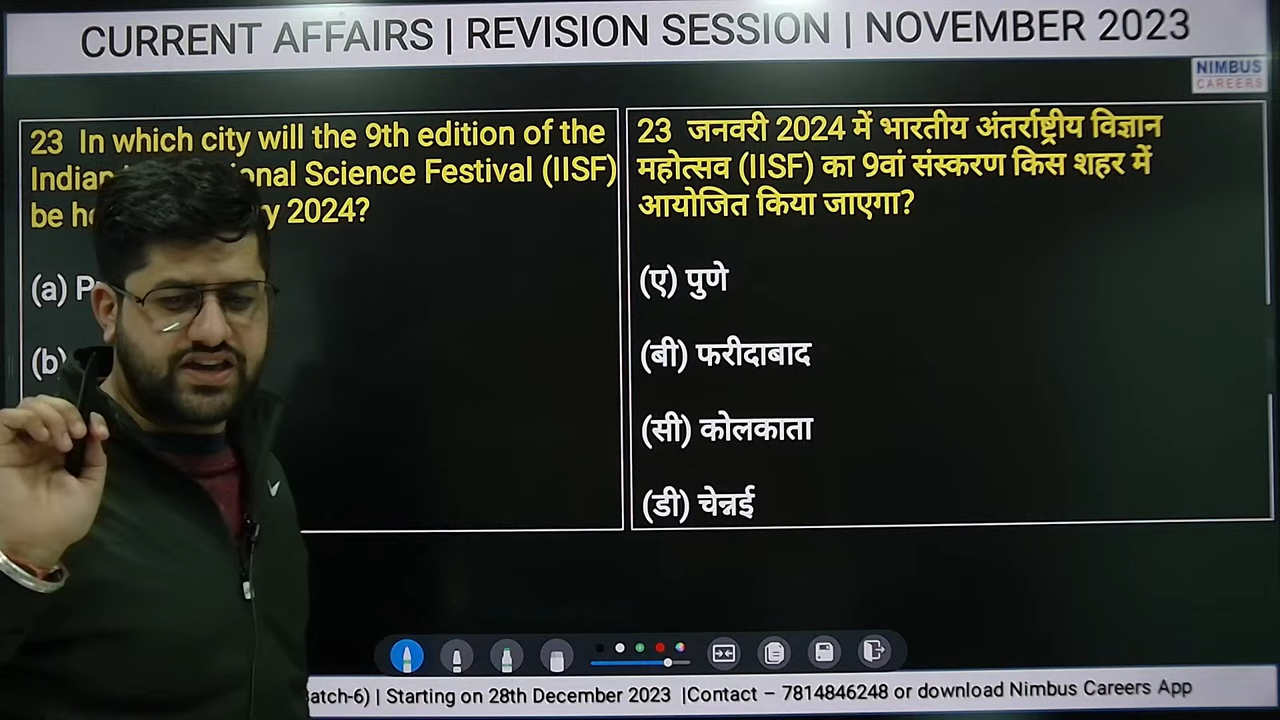 CURRENT AFFAIRS | REVISION SESSION | NOVEMBER 2023
NIMBUS
CAREERS
23 In which city will the 9th edition of the
Indian onal Science Festival (IISF)
be y 2024?
(a) P
(b)
23 जनवरी 2024 में भारतीय अंतर्राष्ट्रीय विज्ञान
महोत्सव (IISF) का 9वां संस्करण किस शहर में
आयोजित किया जाएगा?
(ए) पुणे
(बी) फरीदाबाद
(सी) कोलकाता
(डी) चेन्नई
atch-6) | Starting on 28th December 2023 |Contact – 7814846248 or download Nimbus Careers App